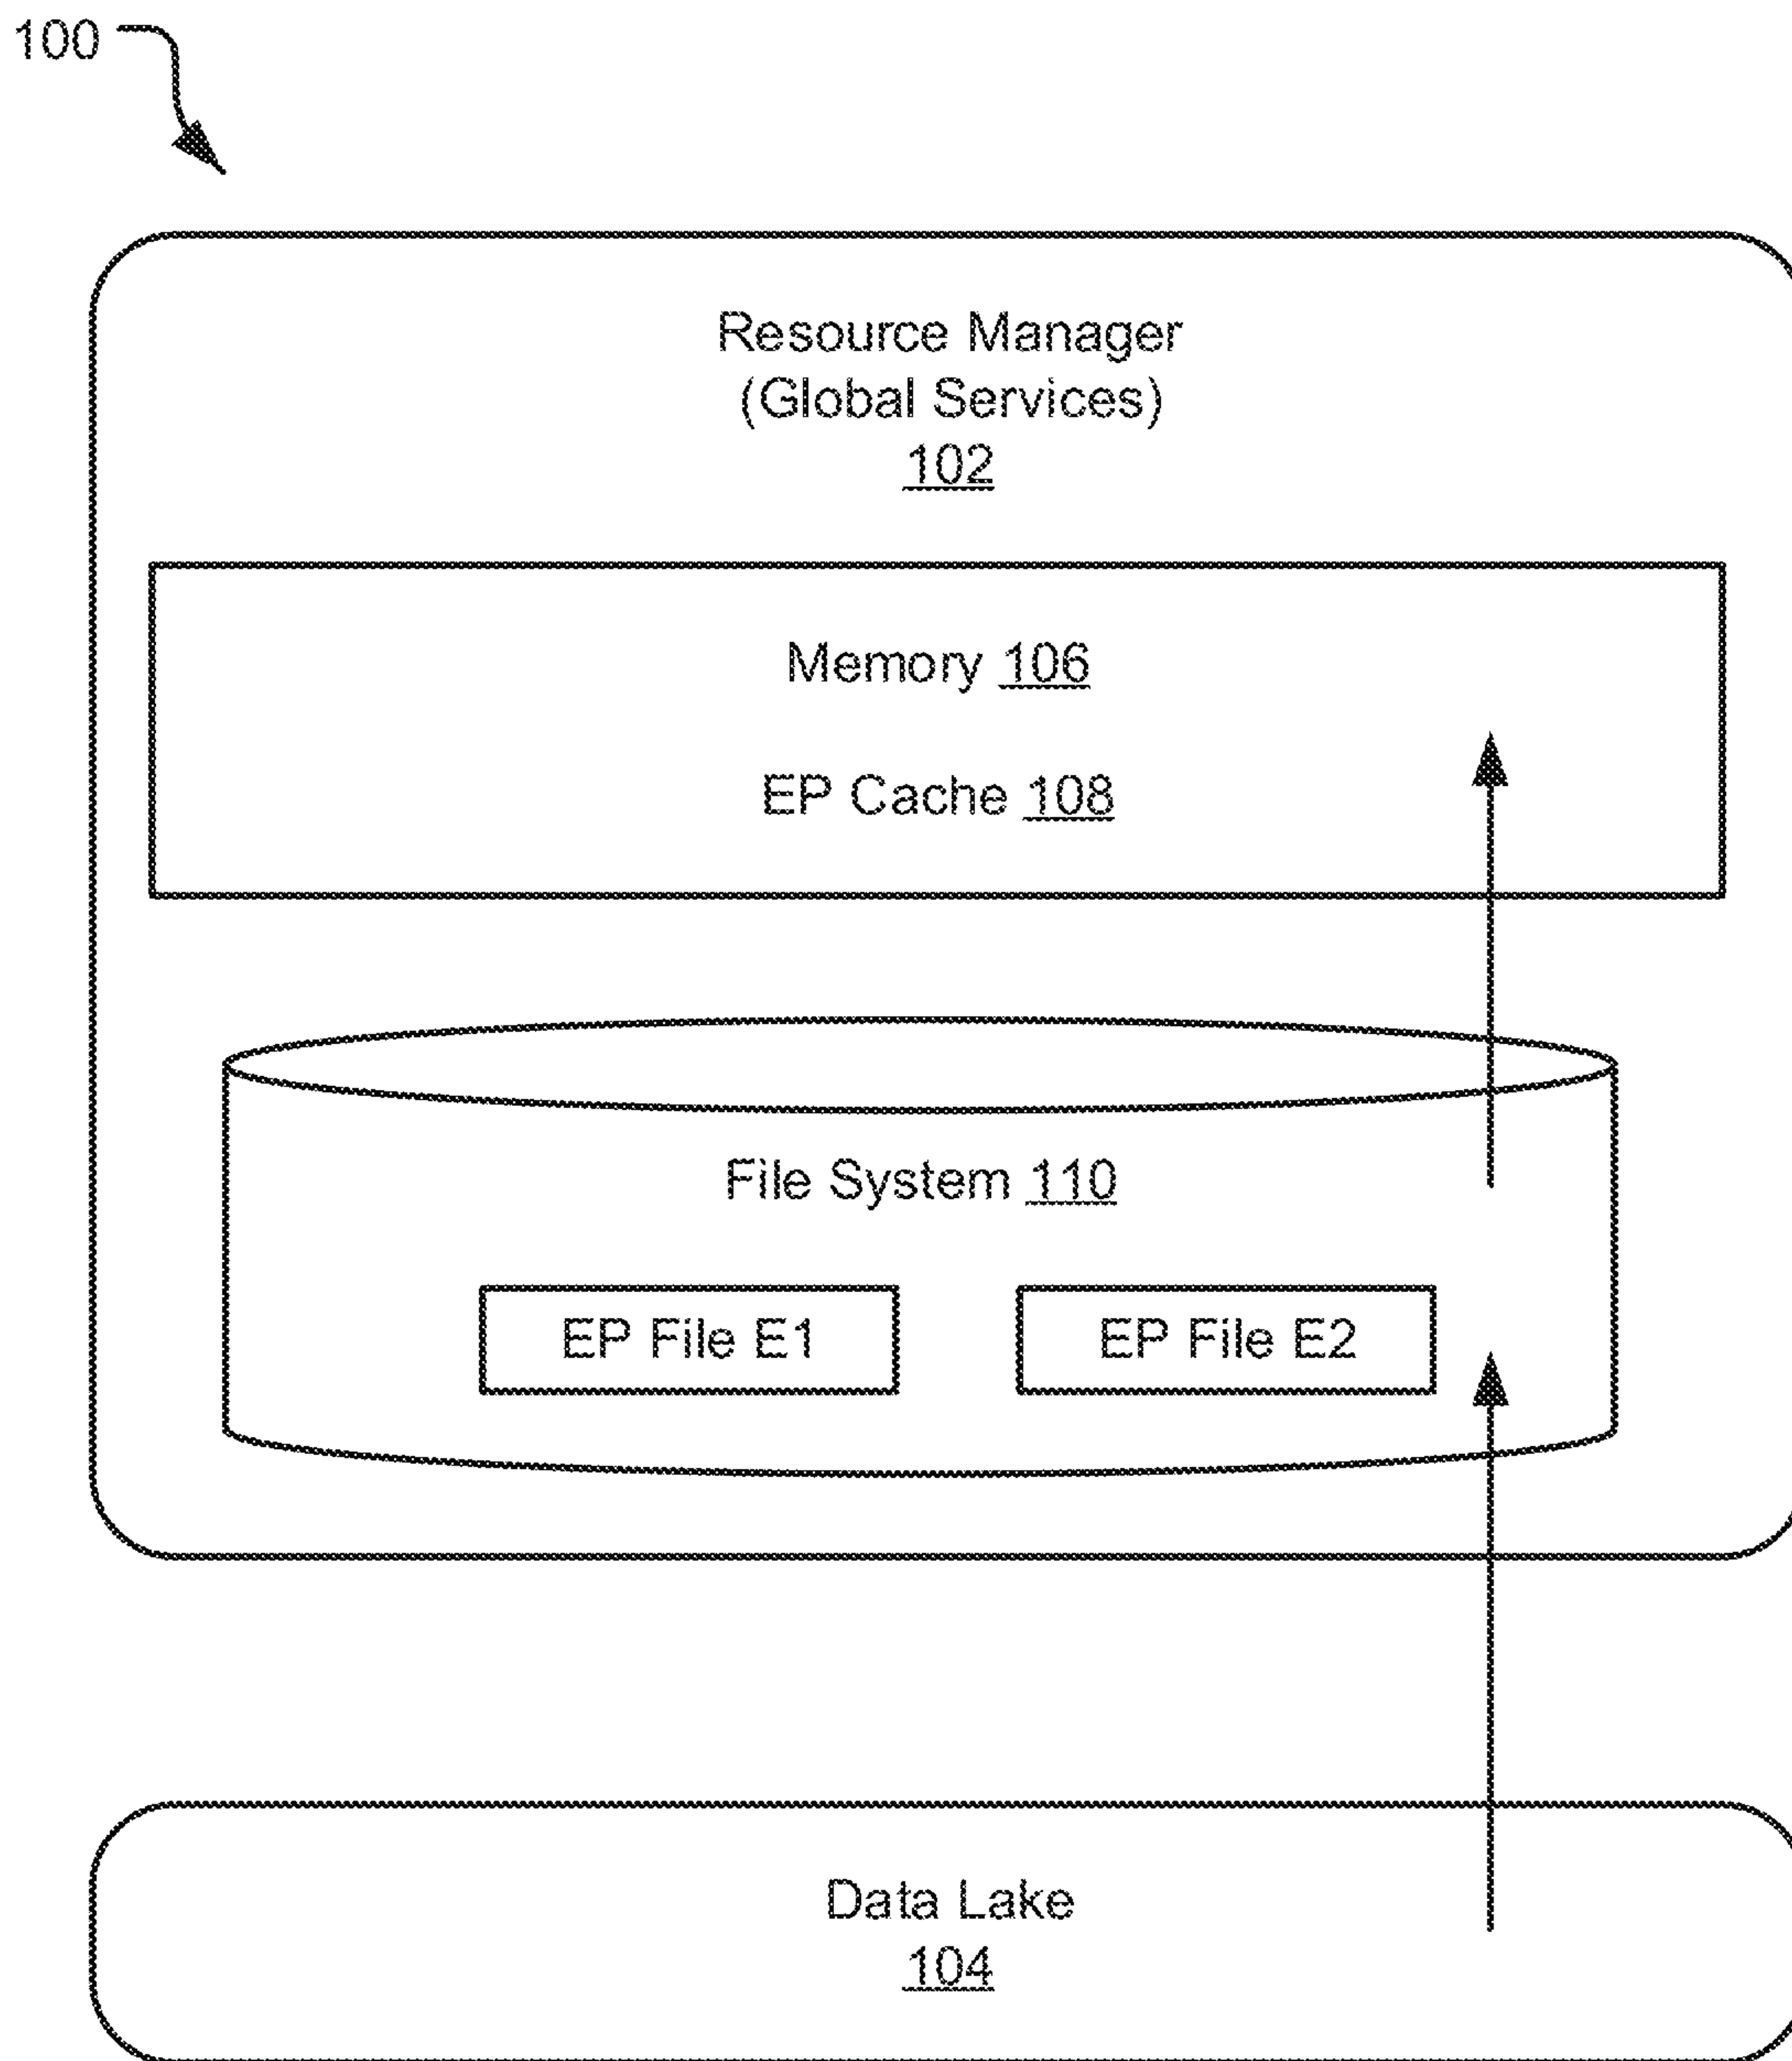 100
Resource Manager
(Global Services)
102
Memory 106
EP Cache 108
File System 110
EP File E1
EP File E2
Data Lake
104